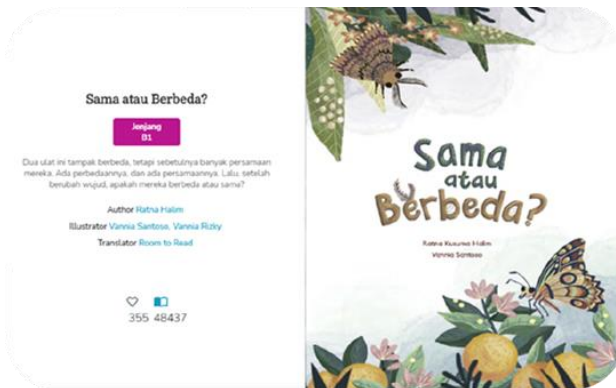 Sama atau Berbeda?
Jenjang
B1
Dua ulat ini tampak berbeda, tetapi sebetulnya banyak persamaan
mereka. Ada perbedaannya, dan ada persamaannya. Lalu, setelah
berubah wujud, apakah mereka berbeda atau sama?
Author Ratna Halim
Illustrator Vannia Santoso, Vannia Rizky
Translator Room to Read
355 48437
Sama
atau
Berbeda?
Ratna Kusuma Halim
Vannia Santoso